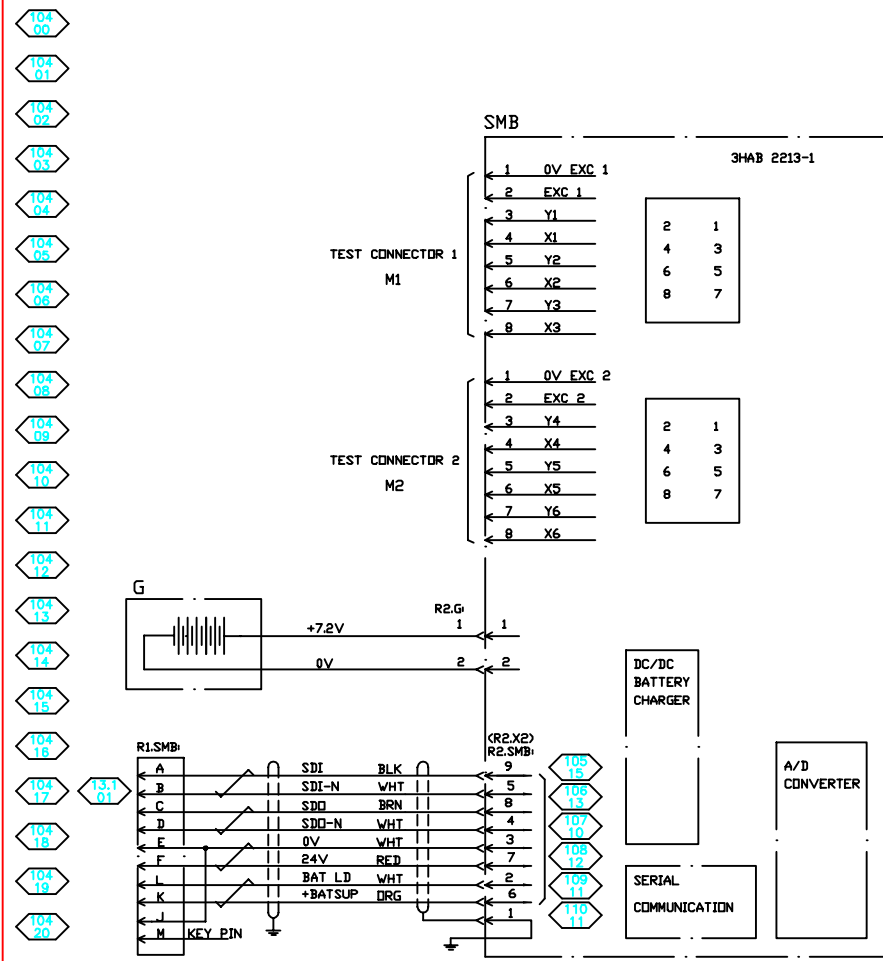 104
00
104
01
104
02
104
03
104
04
104
05
104
06
104
07
104
08
104
09
104
10
104
11
104
12
104
13
104
14
104
15
104
16
104
17
104
18
104
19
104
20
SMB
3HAB 2213-1
TEST CONNECTOR 1
M1
1 0V EXC 1
2 EXC 1
3 Y1
4 X1
5 Y2
6 X2
7 Y3
8 X3
2 1
4 3
6 5
8 7
TEST CONNECTOR 2
M2
1 0V EXC 2
2 EXC 2
3 Y4
4 X4
5 Y5
6 X5
7 Y6
8 X6
2 1
4 3
6 5
8 7
G
R2.G:
+7.2V 1 1
0V 2 2
DC/DC
BATTERY
CHARGER
A/D
CONVERTER
SERIAL
COMMUNICATION
13.1
01
R1.SMB:
(R2.X2)
R2.SMB:
A SDI BLK 9
B SDI-N WHT 5
C SDO BRN 8
D SDO-N WHT 4
E 0V WHT 3
F 24V RED 7
L BAT LD WHT 2
K +BATSUP ORG 6
J 1
M KEY PIN
105
15
106
13
107
10
108
12
109
11
110
11